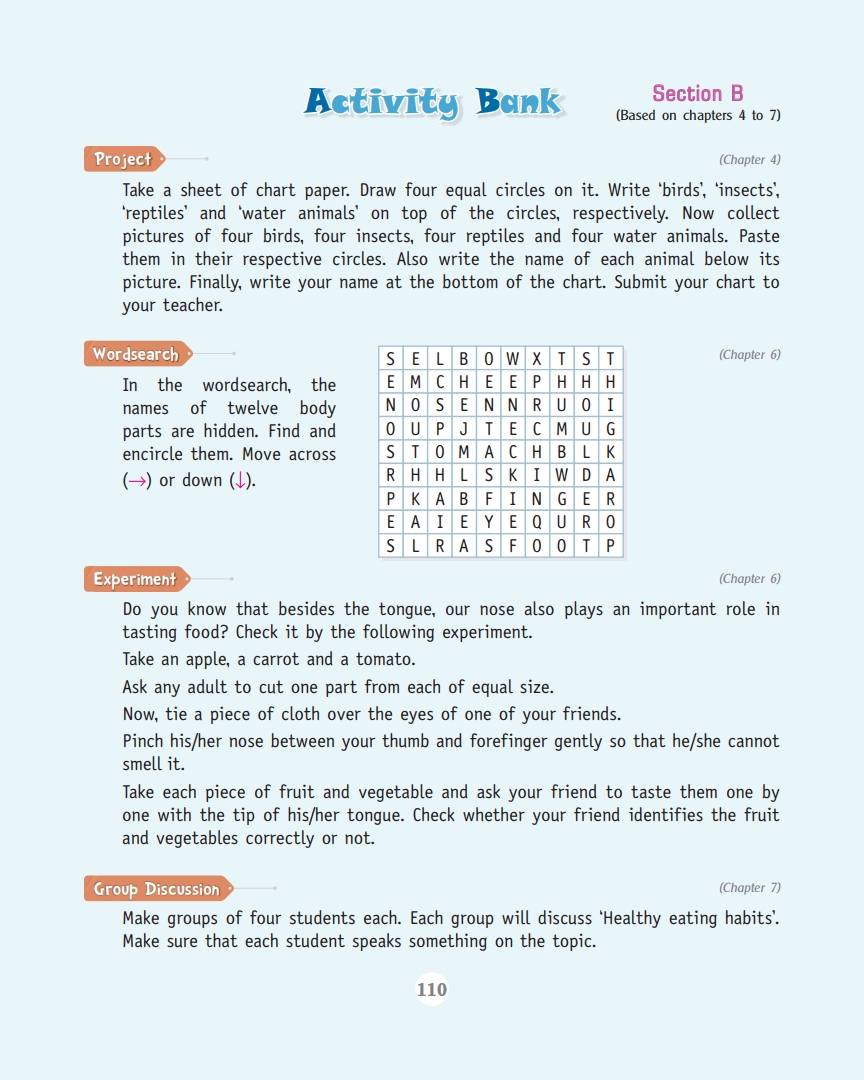 Activity Bank
Section B
(Based on chapters 4 to 7)
Project
(Chapter 4)
Take a sheet of chart paper. Draw four equal circles on it. Write ‘birds’, ‘insects’,
‘reptiles’ and ‘water animals’ on top of the circles, respectively. Now collect
pictures of four birds, four insects, four reptiles and four water animals. Paste
them in their respective circles. Also write the name of each animal below its
picture. Finally, write your name at the bottom of the chart. Submit your chart to
your teacher.
Wordsearch
(Chapter 6)
In the wordsearch, the
names of twelve body
parts are hidden. Find and
encircle them. Move across
(→) or down (↓).
S E L B O W X T S T
E M C H E E P H H H
N O S E N N R U O I
O U P J T E C M U G
S T O M A C H B L K
R H H L S K I W D A
P K A B F I N G E R
E A I E Y E Q U R O
S L R A S F O O T P
Experiment
(Chapter 6)
Do you know that besides the tongue, our nose also plays an important role in
tasting food? Check it by the following experiment.
Take an apple, a carrot and a tomato.
Ask any adult to cut one part from each of equal size.
Now, tie a piece of cloth over the eyes of one of your friends.
Pinch his/her nose between your thumb and forefinger gently so that he/she cannot
smell it.
Take each piece of fruit and vegetable and ask your friend to taste them one by
one with the tip of his/her tongue. Check whether your friend identifies the fruit
and vegetables correctly or not.
Group Discussion
(Chapter 7)
Make groups of four students each. Each group will discuss ‘Healthy eating habits’.
Make sure that each student speaks something on the topic.
110